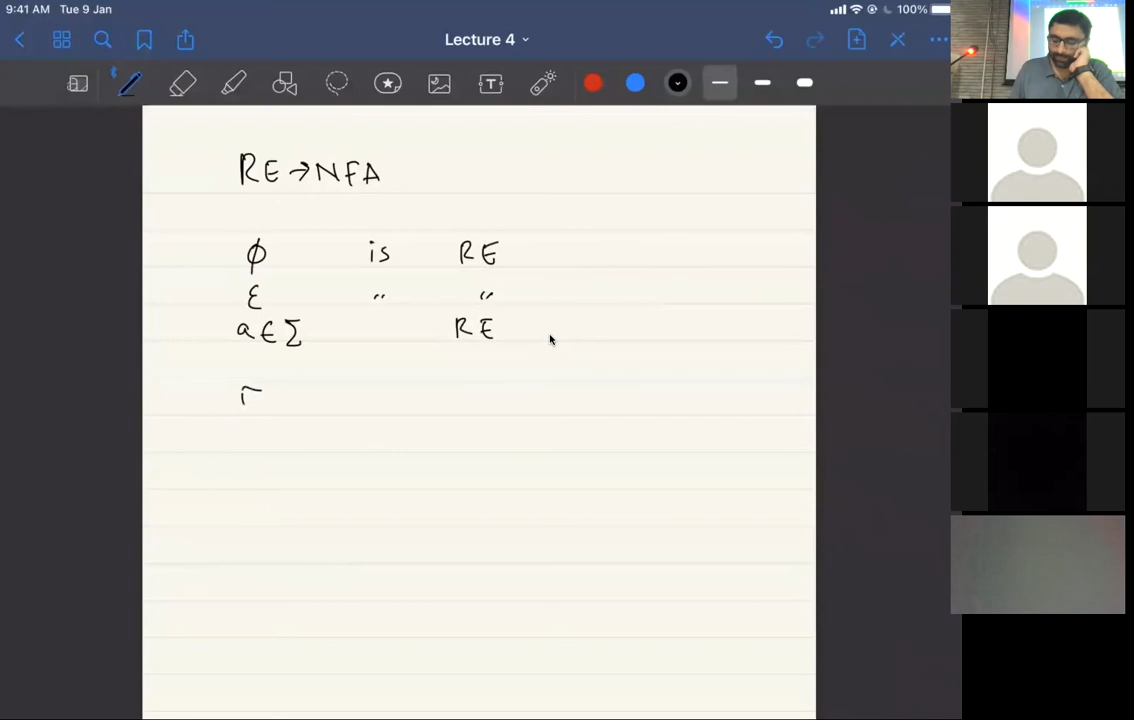 9:41 AM Tue 9 Jan 100%
Lecture 4
RE → NFA
ϕ is RE
ε " "
a ∈ Σ RE